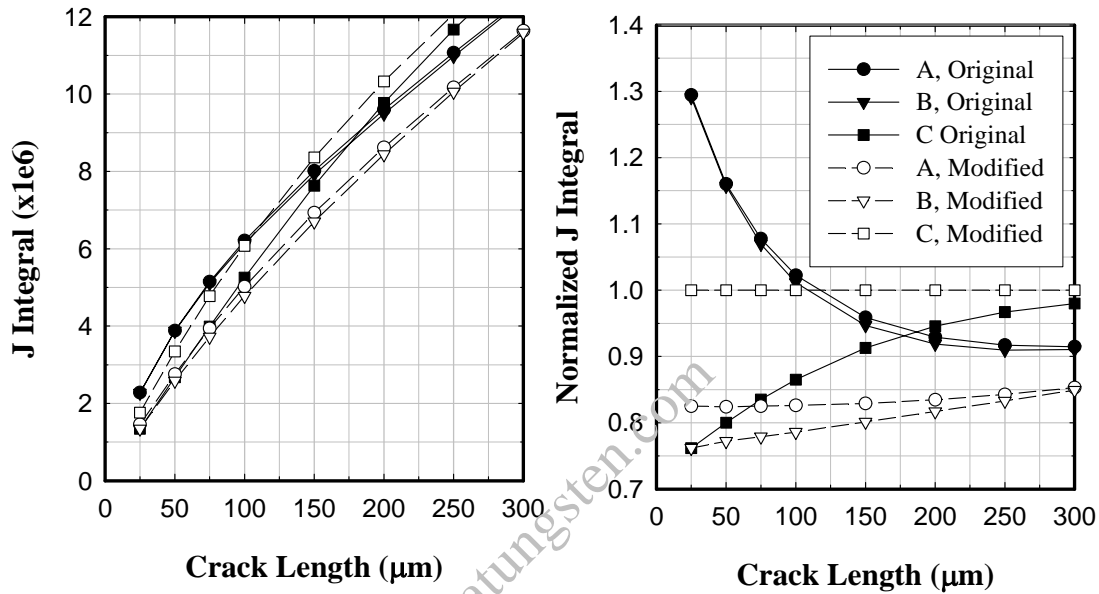 J Integral (x1e6)
12
10
8
6
4
2
0
0 50 100 150 200 250 300
Crack Length (μm)
Normalized J Integral
1.4
1.3
1.2
1.1
1.0
0.9
0.8
0.7
0 50 100 150 200 250 300
Crack Length (μm)
A, Original
B, Original
C Original
A, Modified
B, Modified
C, Modified